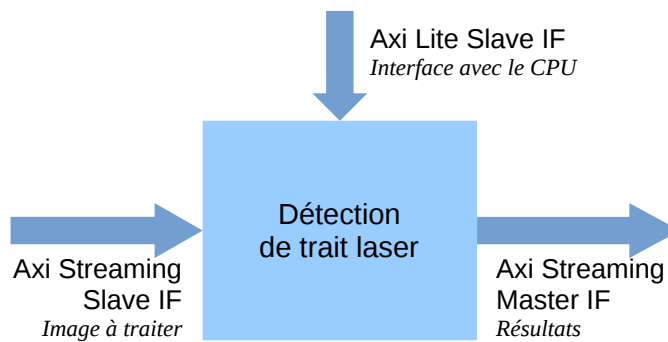 Axi Lite Slave IF
Interface avec le CPU
Détection
de trait laser
Axi Streaming
Slave IF
Image à traiter
Axi Streaming
Master IF
Résultats